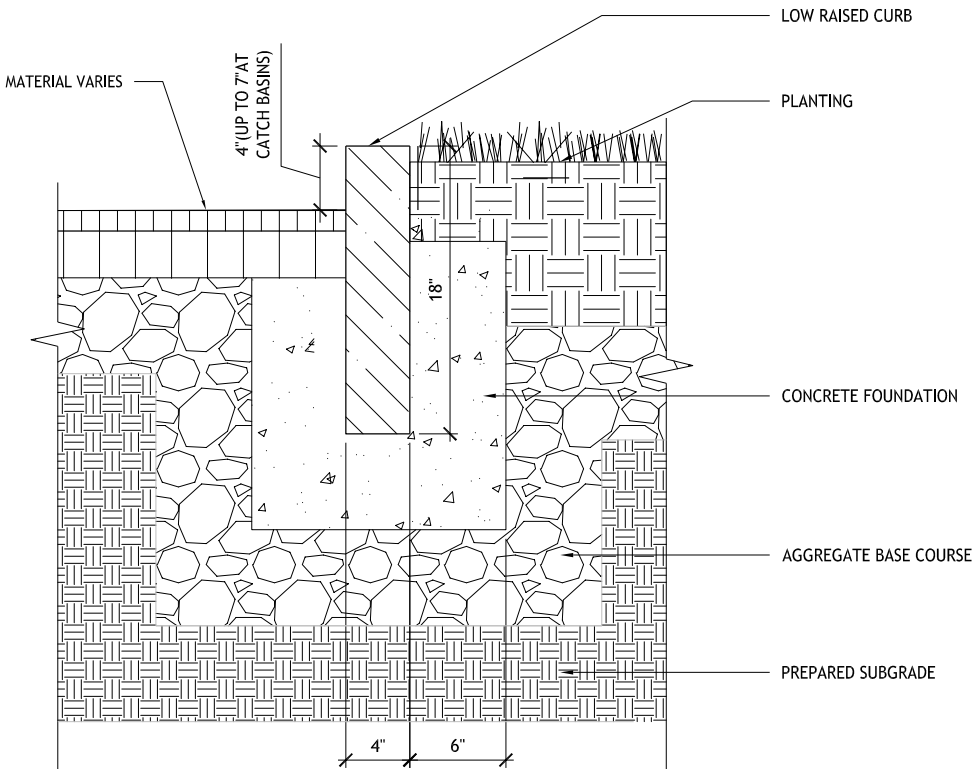 LOW RAISED CURB
MATERIAL VARIES
4"(UP TO 7"AT
CATCH BASINS)
PLANTING
18"
CONCRETE FOUNDATION
AGGREGATE BASE COURSE
PREPARED SUBGRADE
4"
6"